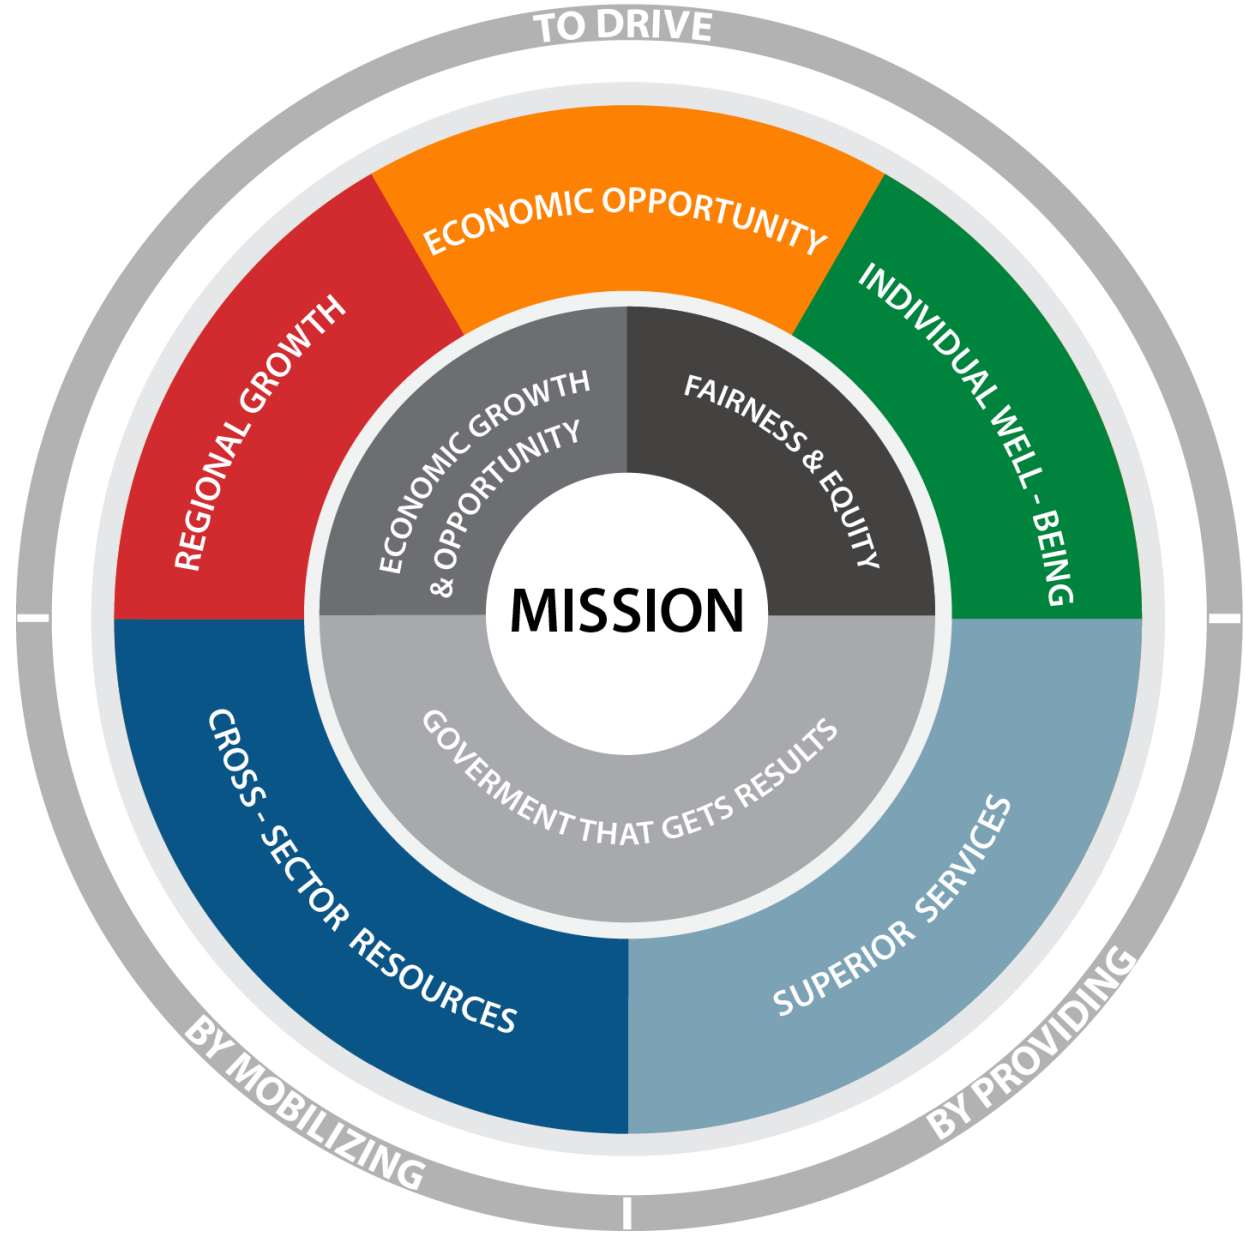 TO DRIVE
ECONOMIC OPPORTUNITY
REGIONAL GROWTH
INDIVIDUAL WELL - BEING
ECONOMIC GROWTH
& OPPORTUNITY
FAIRNESS & EQUITY
MISSION
GOVERMENT THAT GETS RESULTS
CROSS - SECTOR RESOURCES
SUPERIOR SERVICES
BY MOBILIZING
BY PROVIDING